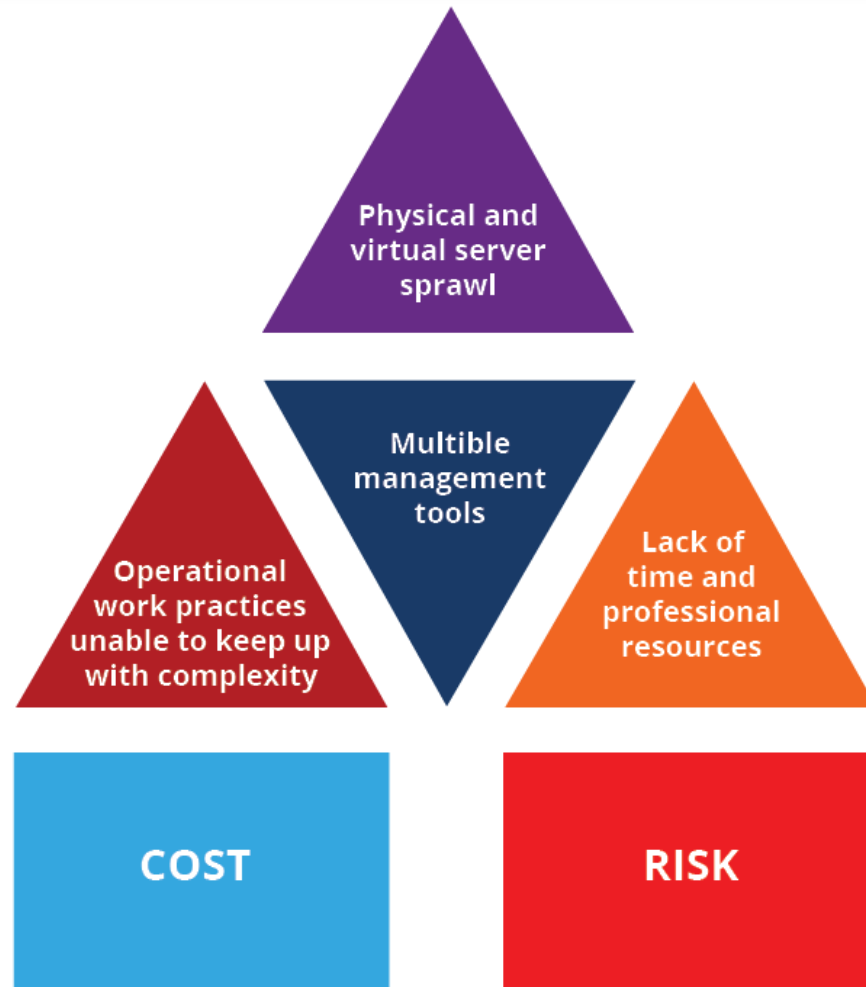 Physical and
virtual server
sprawl
Multible
management
tools
Operational
work practices
unable to keep up
with complexity
Lack of
time and
professional
resources
COST
RISK